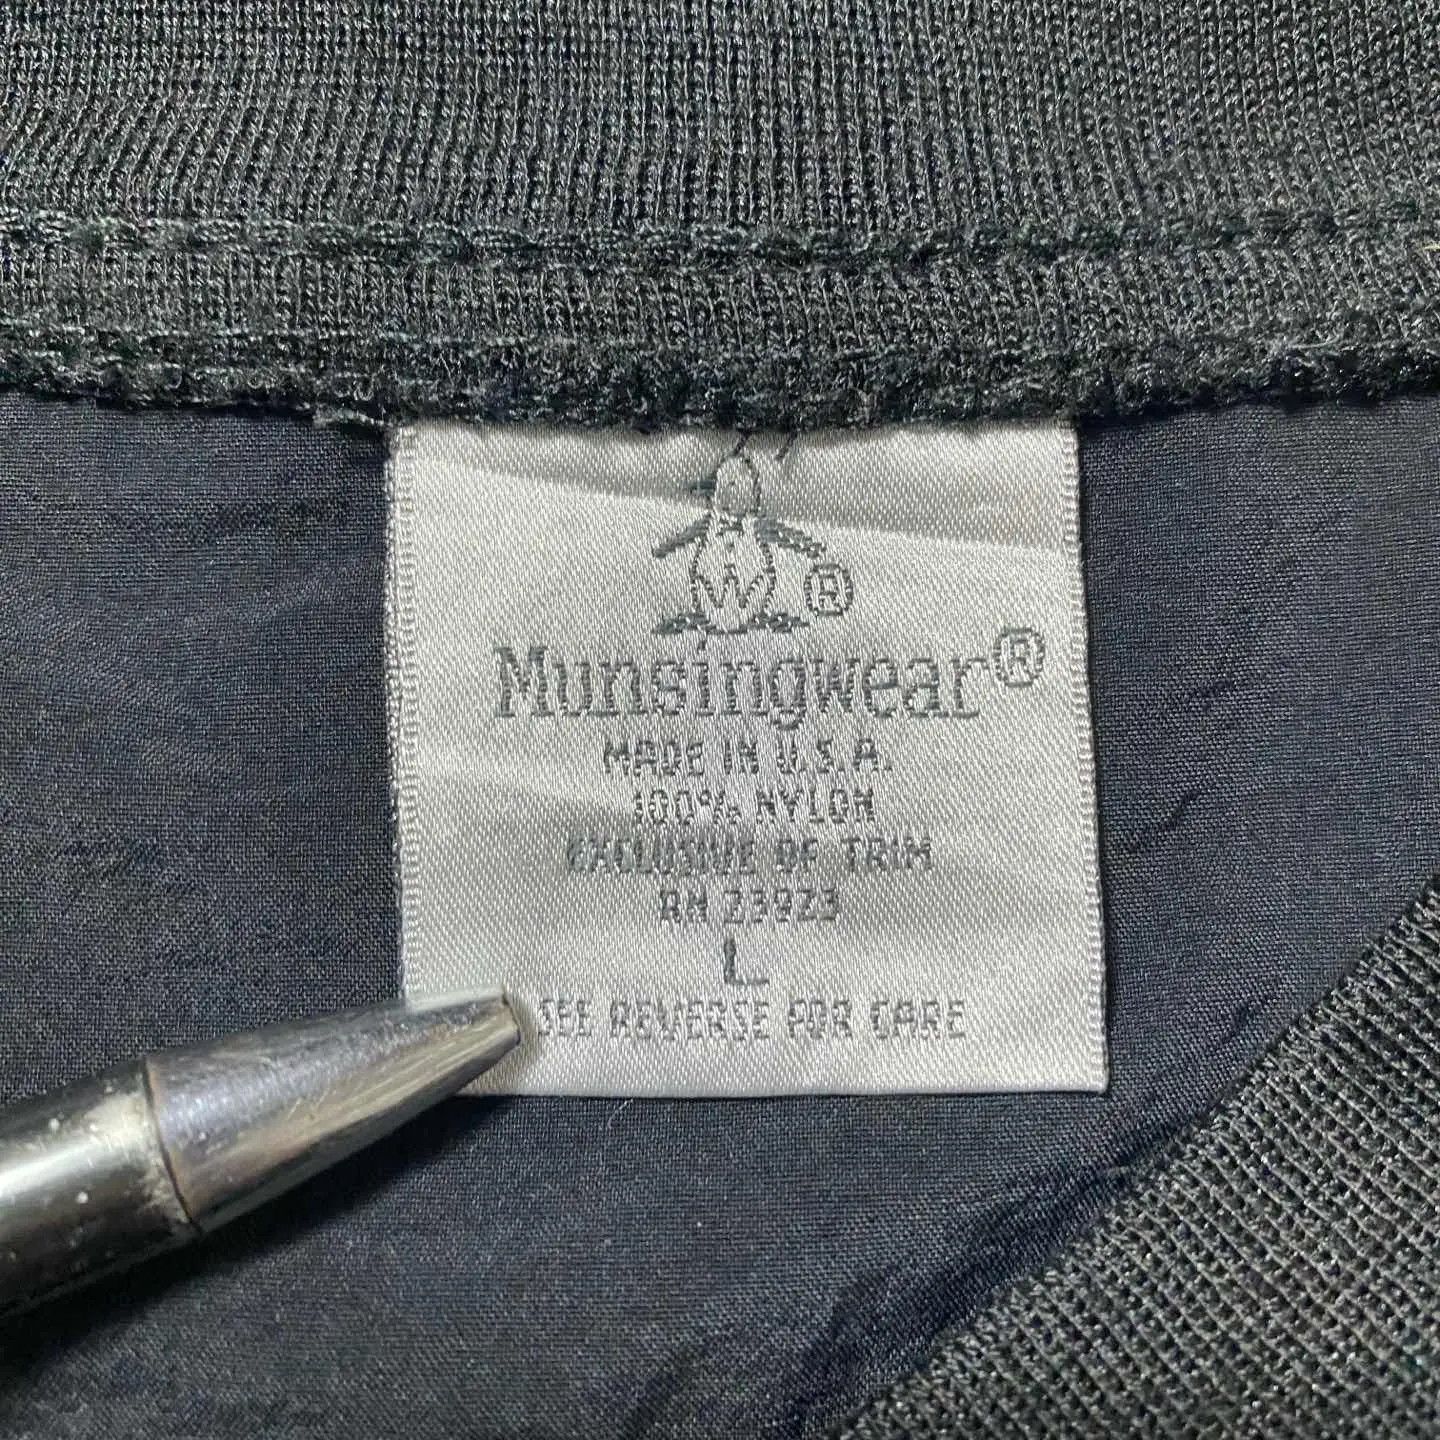 W ®
Munsingwear®
MADE IN U.S.A.
100% NYLON
EXCLUSIVE OF TRIM
RN 23923
L
SEE REVERSE FOR CARE